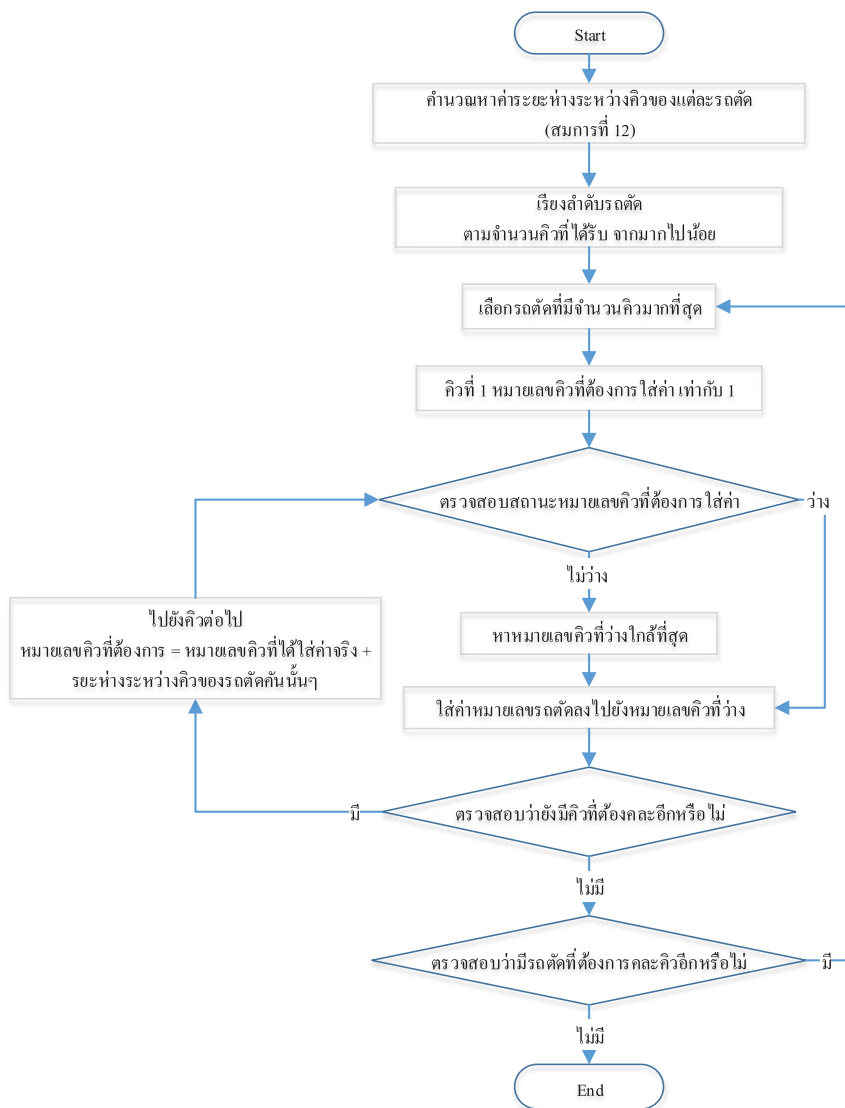 Start
คำนวณหาค่าระยะห่างระหว่างคิวของแต่ละรถตัด
(สมการที่ 12)
เรียงลำดับรถตัด
ตามจำนวนคิวที่ได้รับ จากมากไปน้อย
เลือกรถตัดที่มีจำนวนคิวมากที่สุด
คิวที่ 1 หมายเลขคิวที่ต้องการใส่ค่า เท่ากับ 1
ตรวจสอบสถานะหมายเลขคิวที่ต้องการใส่ค่า
ว่าง
ไม่ว่าง
หาหมายเลขคิวที่ว่างใกล้ที่สุด
ไปยังคิวต่อไป
หมายเลขคิวที่ต้องการ = หมายเลขคิวที่ได้ใส่ค่าจริง +
รยะห่างระหว่างคิวของรถตัดคันนั้นๆ
ใส่ค่าหมายเลขรถตัดลงไปยังหมายเลขคิวที่ว่าง
มี
ตรวจสอบว่ายังมีคิวที่ต้องคละอีกหรือไม่
ไม่มี
ตรวจสอบว่ามีรถตัดที่ต้องการคละคิวอีกหรือไม่
มี
ไม่มี
End